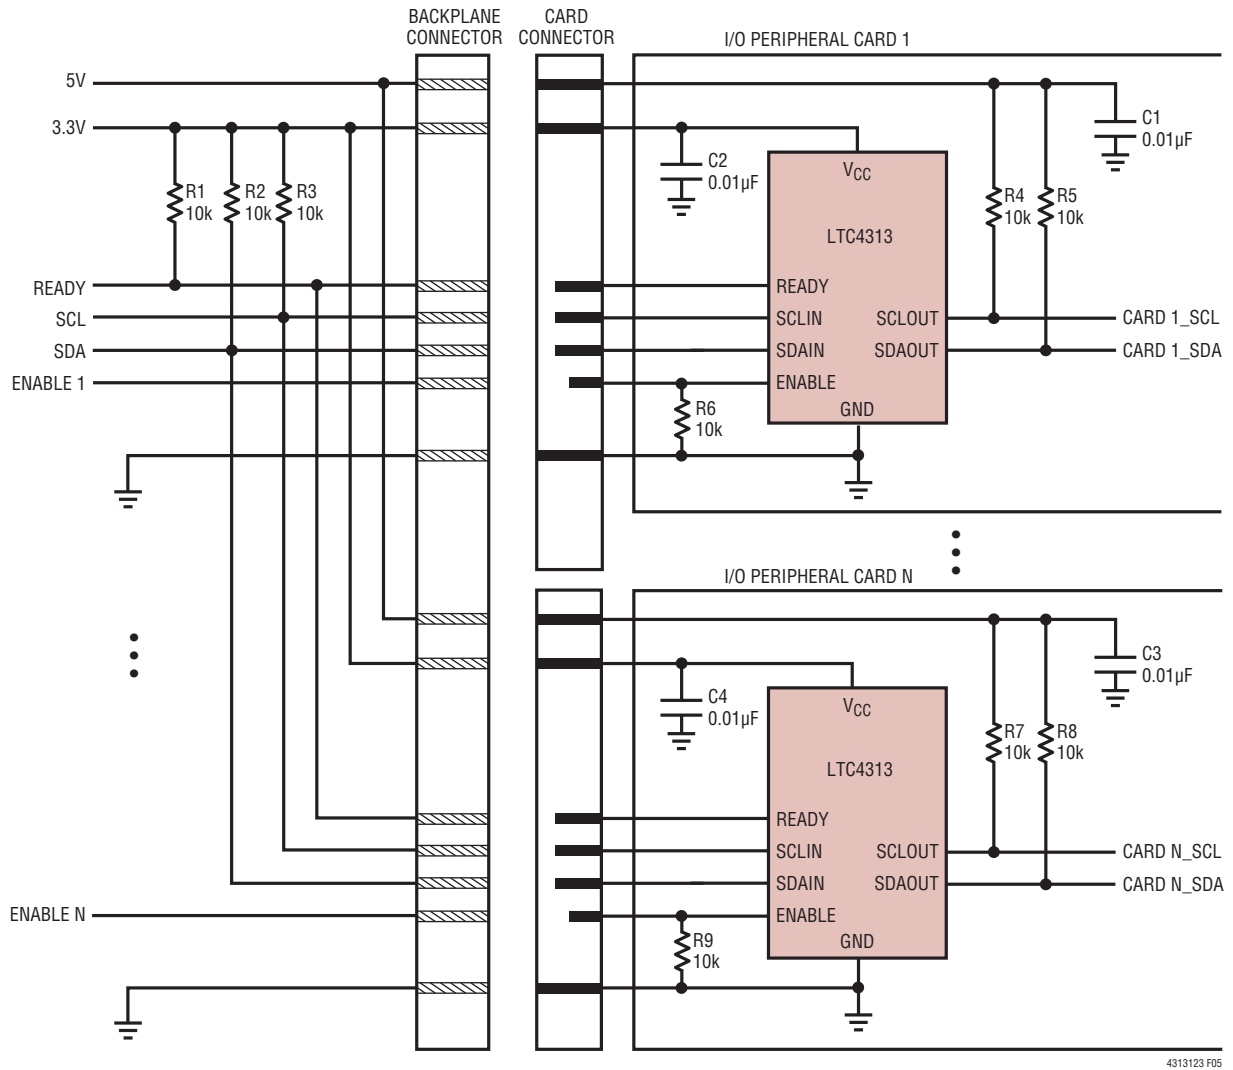 BACKPLANE
CONNECTOR
CARD
CONNECTOR
I/O PERIPHERAL CARD 1
5V
3.3V
R1
10k
R2
10k
R3
10k
READY
SCL
SDA
ENABLE 1
C2
0.01µF
C1
0.01µF
VCC
LTC4313
READY
SCLIN
SDAIN
ENABLE
SCLOUT
SDAOUT
GND
R4
10k
R5
10k
CARD 1_SCL
CARD 1_SDA
R6
10k
I/O PERIPHERAL CARD N
C4
0.01µF
C3
0.01µF
VCC
LTC4313
READY
SCLIN
SDAIN
ENABLE
SCLOUT
SDAOUT
GND
R7
10k
R8
10k
CARD N_SCL
CARD N_SDA
ENABLE N
R9
10k
4313123 F05